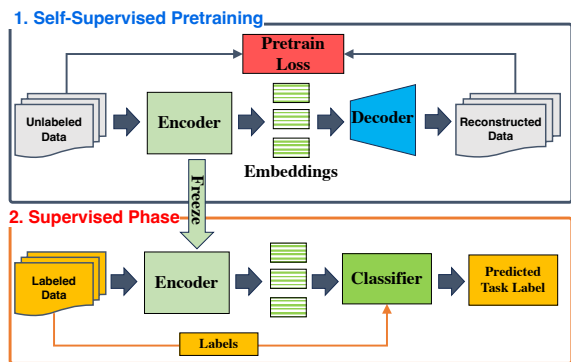 1. Self-Supervised Pretraining
Pretrain
Loss
Unlabeled
Data
Encoder
Embeddings
Decoder
Reconstructed
Data
Freeze
2. Supervised Phase
Labeled
Data
Encoder
Classifier
Predicted
Task Label
Labels